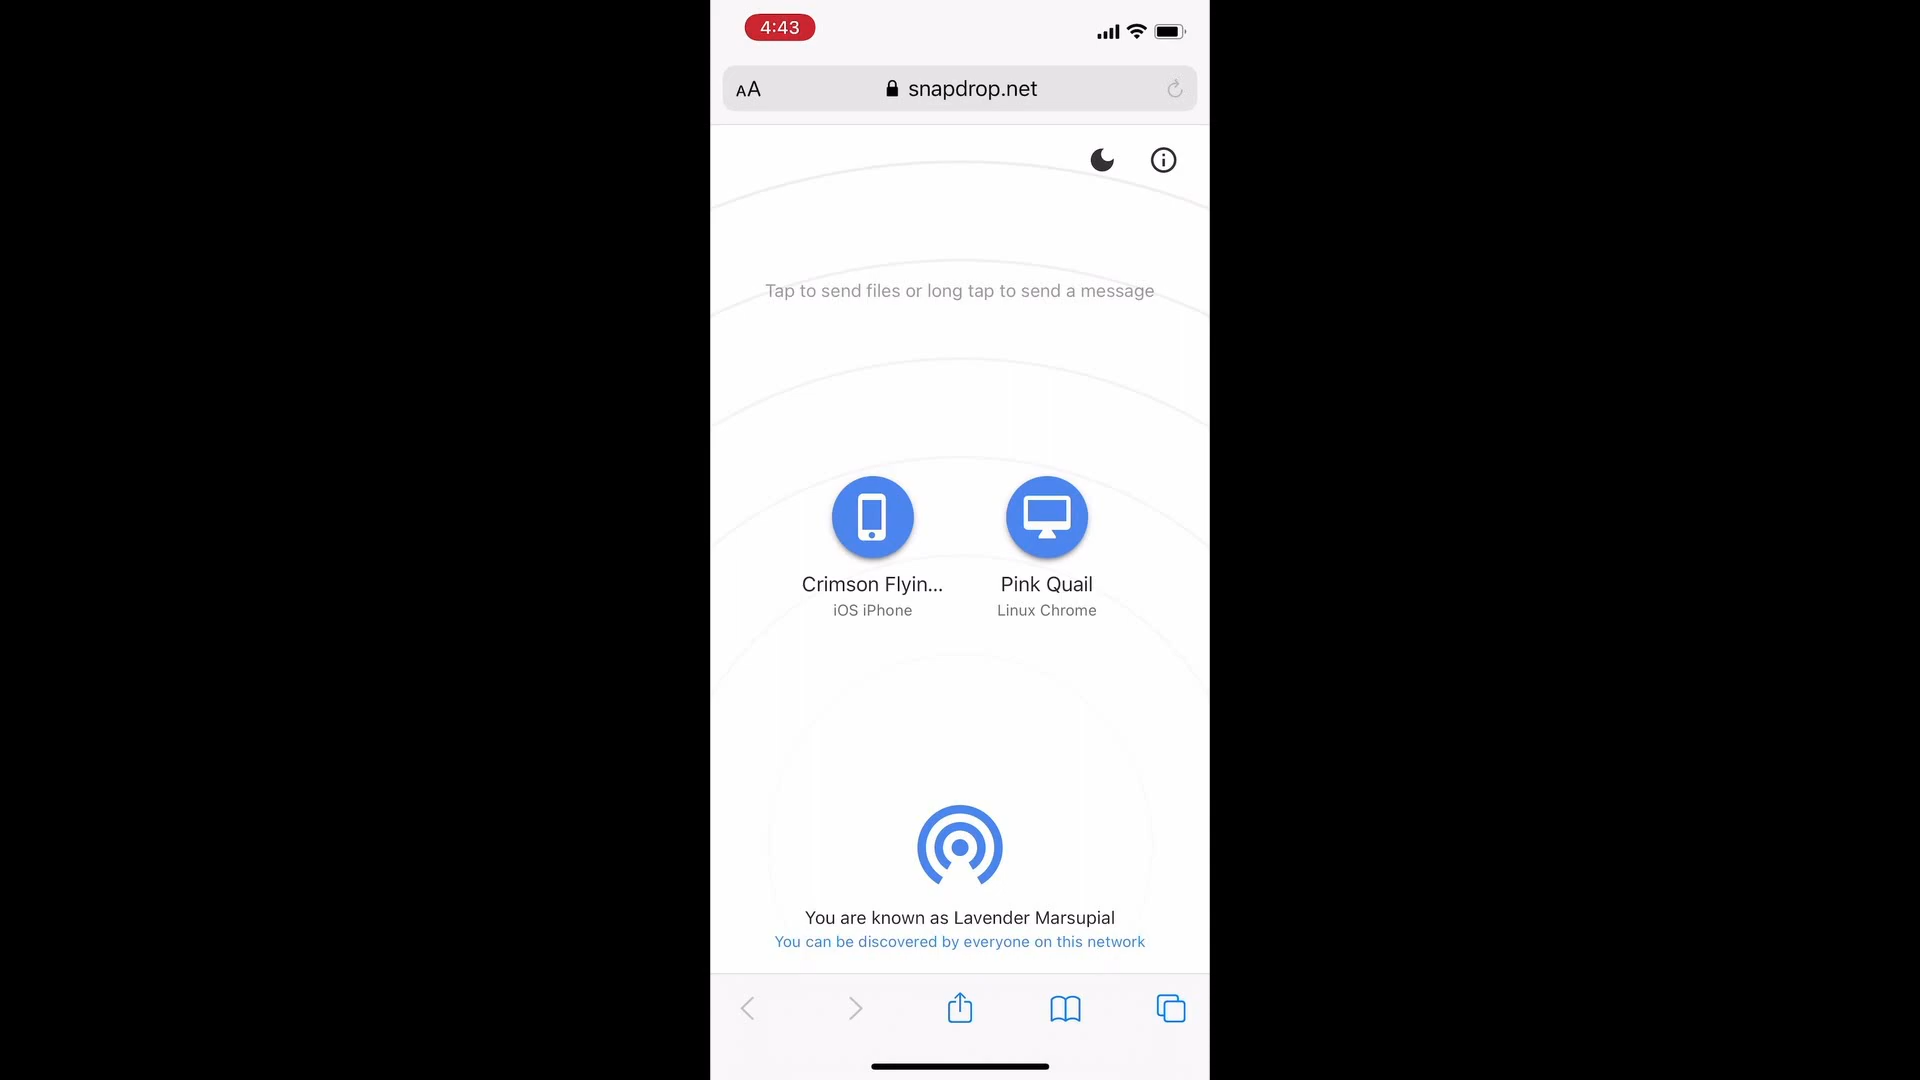 4:43
AA
snapdrop.net
Tap to send files or long tap to send a message
Crimson Flyin...
iOS iPhone
Pink Quail
Linux Chrome
You are known as Lavender Marsupial
You can be discovered by everyone on this network